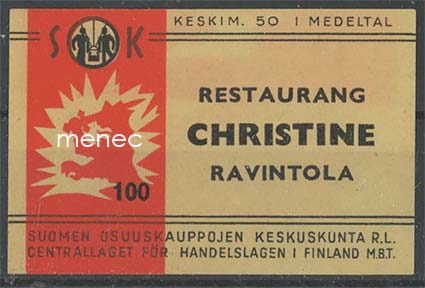 KESKIM. 50 I MEDELTAL
S K
RESTAURANG
CHRISTINE
RAVINTOLA
menec
100
SUOMEN OSUUSKAUPPOJEN KESKUSKUNTA R.L.
CENTRALLAGET FÖR HANDELSLAGEN I FINLAND M.B.T.